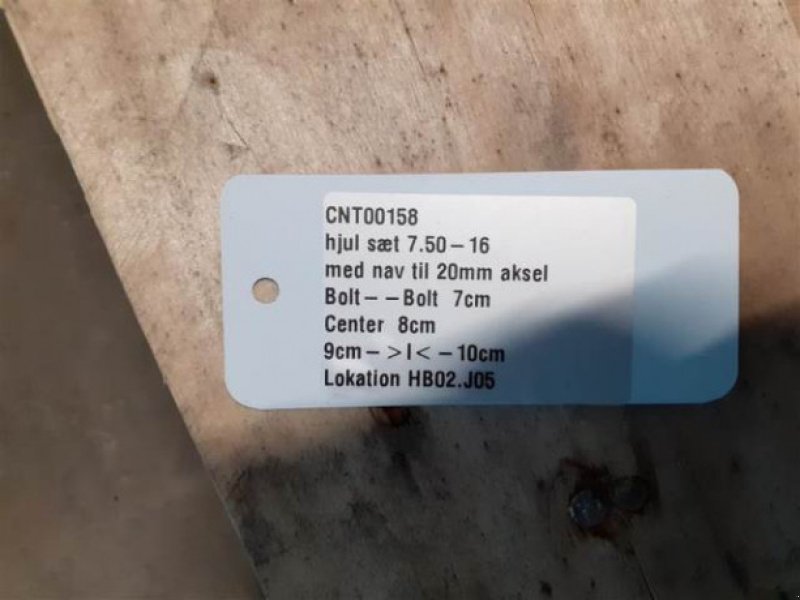 CNT00158
hjul sæt 7.50-16
med nav til 20mm aksel
Bolt--Bolt 7cm
Center 8cm
9cm->I<-10cm
Lokation HB02.J05